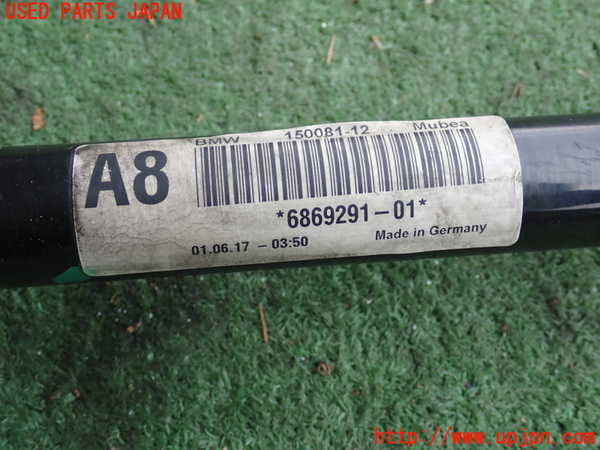 USED PARTS JAPAN
BMW 150081-12 Mubea
A8
*6869291-01*
01.06.17 - 03:50 Made in Germany
http://www.upjpn.com/